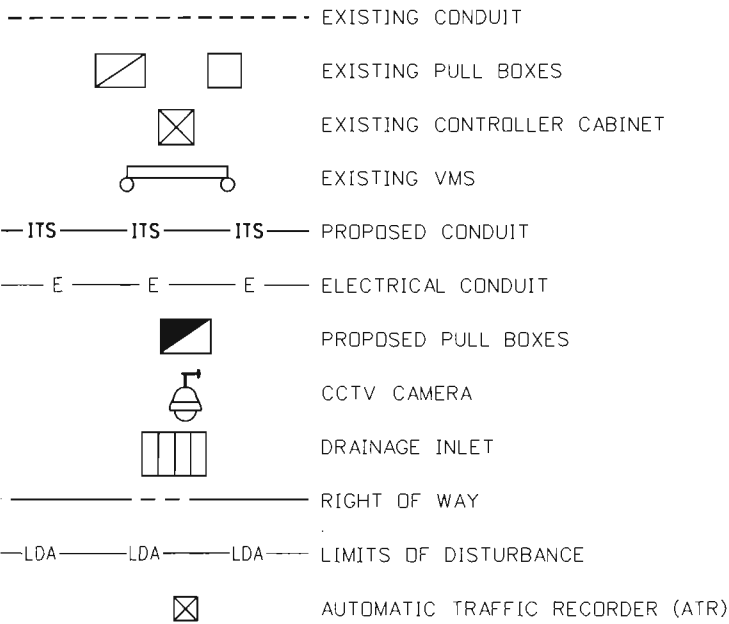 EXISTING CONDUIT
EXISTING PULL BOXES
EXISTING CONTROLLER CABINET
EXISTING VMS
ITS ITS ITS PROPOSED CONDUIT
E E E ELECTRICAL CONDUIT
PROPOSED PULL BOXES
CCTV CAMERA
DRAINAGE INLET
RIGHT OF WAY
LDA LDA LDA LIMITS OF DISTURBANCE
AUTOMATIC TRAFFIC RECORDER (ATR)